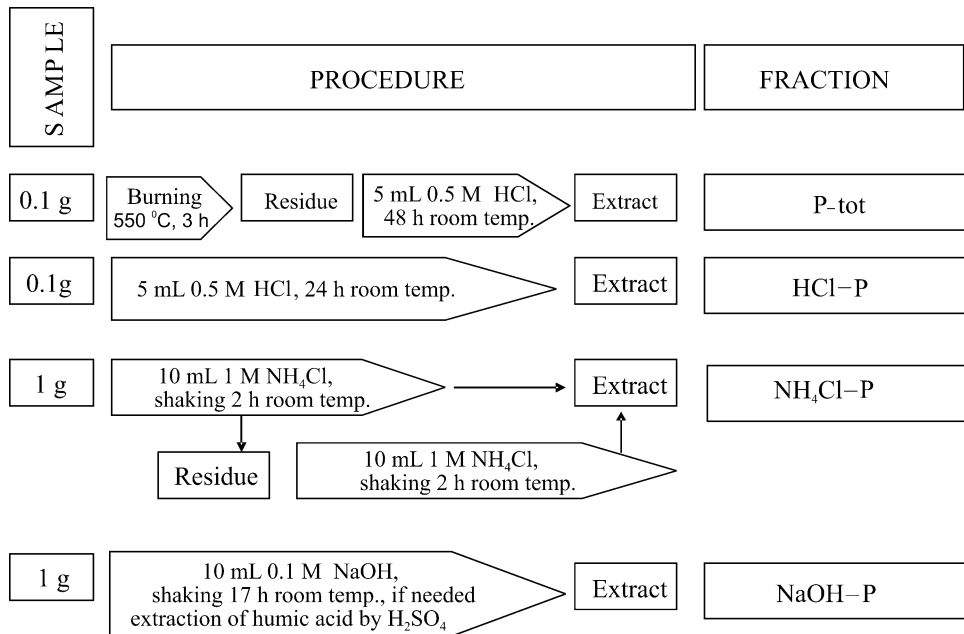 SAMPLE
PROCEDURE
FRACTION
0.1 g
Burning
550 ⁰C, 3 h
Residue
5 mL 0.5 M HCl,
48 h room temp.
Extract
P-tot
0.1g
5 mL 0.5 M HCl, 24 h room temp.
Extract
HCl−P
1 g
10 mL 1 M NH₄Cl,
shaking 2 h room temp.
Extract
NH₄Cl−P
Residue
10 mL 1 M NH₄Cl,
shaking 2 h room temp.
1 g
10 mL 0.1 M NaOH,
shaking 17 h room temp., if needed
extraction of humic acid by H₂SO₄
Extract
NaOH−P